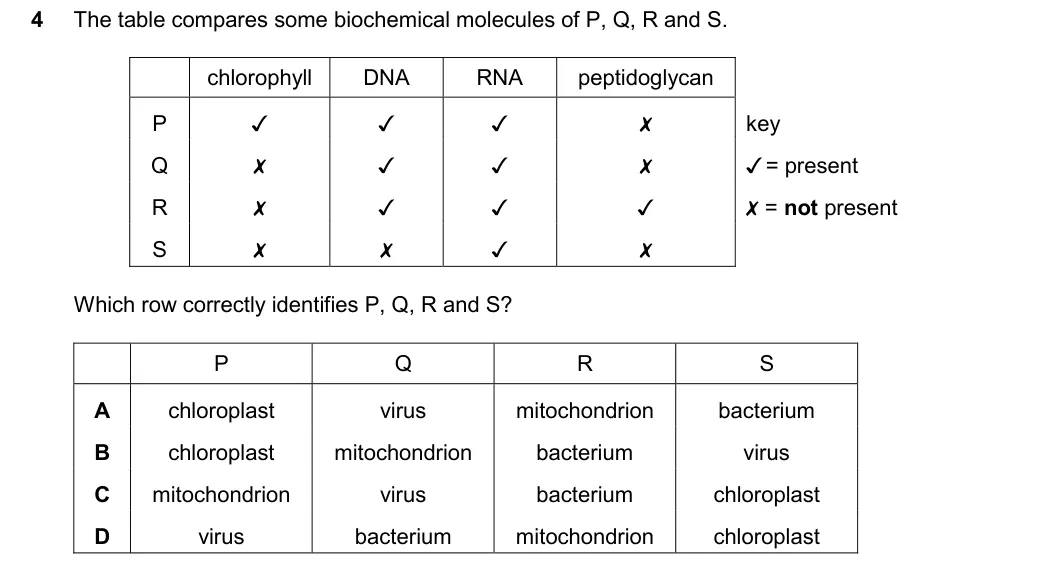 4 The table compares some biochemical molecules of P, Q, R and S.
chlorophyll DNA RNA peptidoglycan
P ✓ ✓ ✓ ✗ key
Q ✗ ✓ ✓ ✗ ✓ = present
R ✗ ✓ ✓ ✓ ✗ = not present
S ✗ ✗ ✓ ✗
Which row correctly identifies P, Q, R and S?
P Q R S
A chloroplast virus mitochondrion bacterium
B chloroplast mitochondrion bacterium virus
C mitochondrion virus bacterium chloroplast
D virus bacterium mitochondrion chloroplast